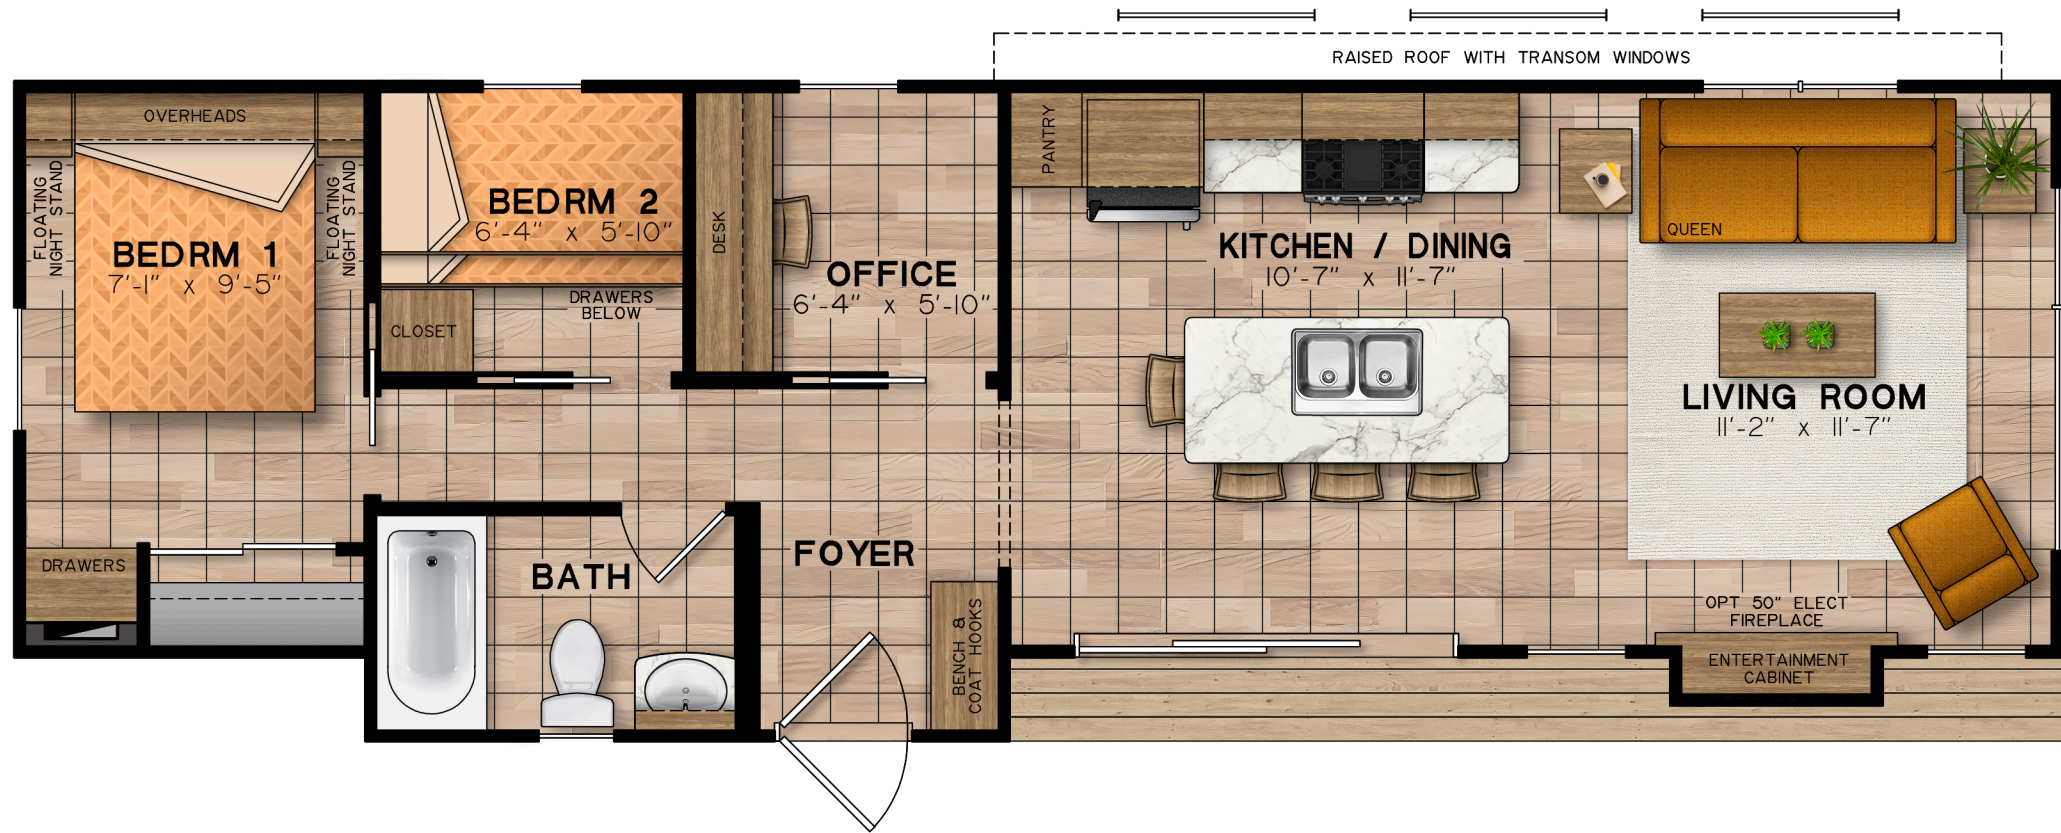 RAISED ROOF WITH TRANSOM WINDOWS
OVERHEADS
FLOATING
NIGHT STAND
FLOATING
NIGHT STAND
BEDRM 1
7'-1" x 9'-5"
DRAWERS
BEDRM 2
6'-4" x 5'-10"
DRAWERS
BELOW
CLOSET
DESK
OFFICE
6'-4" x 5'-10"
BATH
FOYER
BENCH &
COAT HOOKS
PANTRY
KITCHEN / DINING
10'-7" x 11'-7"
QUEEN
LIVING ROOM
11'-2" x 11'-7"
OPT 50" ELECT
FIREPLACE
ENTERTAINMENT
CABINET